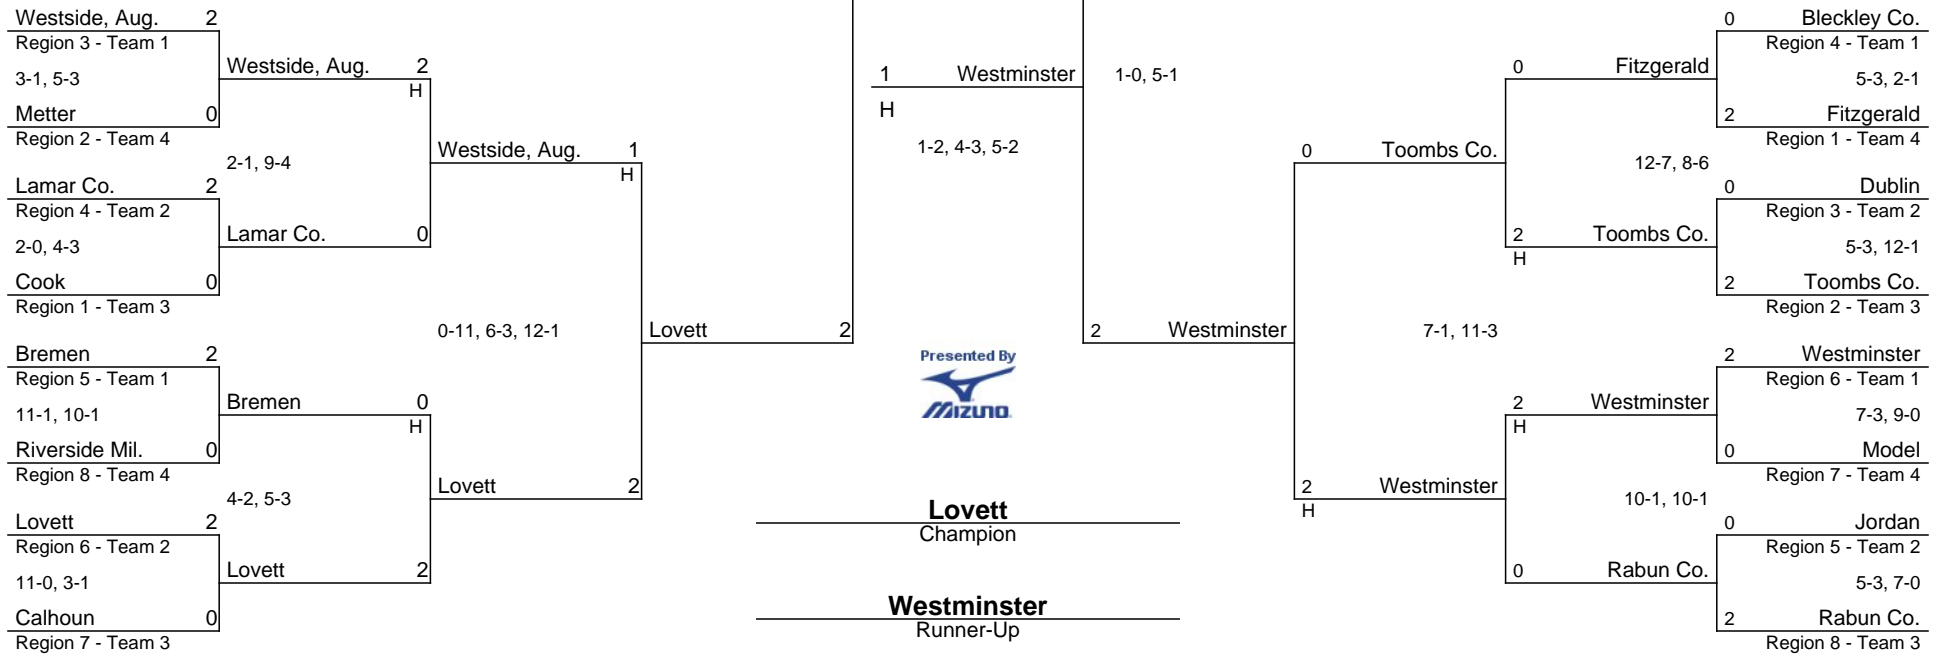 Westside, Aug. 2
Region 3 - Team 1
3-1, 5-3
Metter 0
Region 2 - Team 4
Lamar Co. 2
Region 4 - Team 2
2-0, 4-3
Cook 0
Region 1 - Team 3
Bremen 2
Region 5 - Team 1
11-1, 10-1
Riverside Mil. 0
Region 8 - Team 4
Lovett 2
Region 6 - Team 2
11-0, 3-1
Calhoun 0
Region 7 - Team 3
Westside, Aug. 2
H
2-1, 9-4
Lamar Co. 0
Bremen 0
H
4-2, 5-3
Lovett 2
Westside, Aug. 1
H
0-11, 6-3, 12-1
Lovett 2
Lovett 2
1 Westminster
H
1-2, 4-3, 5-2
Presented By
MIZUNO
Lovett
Champion
Westminster
Runner-Up
1-0, 5-1
2 Westminster
0 Toombs Co.
7-1, 11-3
2 Westminster
H
0 Fitzgerald
12-7, 8-6
2 Toombs Co.
H
2 Westminster
H
10-1, 10-1
0 Rabun Co.
0 Bleckley Co.
Region 4 - Team 1
5-3, 2-1
2 Fitzgerald
Region 1 - Team 4
0 Dublin
Region 3 - Team 2
5-3, 12-1
2 Toombs Co.
Region 2 - Team 3
2 Westminster
Region 6 - Team 1
7-3, 9-0
0 Model
Region 7 - Team 4
0 Jordan
Region 5 - Team 2
5-3, 7-0
2 Rabun Co.
Region 8 - Team 3